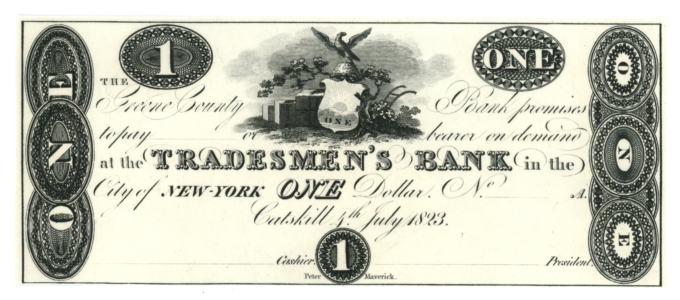 1 ONE
THE
Greene County Bank promises
ONE
to pay or bearer on demand
at the TRADESMEN'S BANK in the
City of NEW-YORK ONE Dollar. No. A.
Catskill 4th July 1823.
Cashier. 1 President.
Peter Maverick.
ONE
ONE